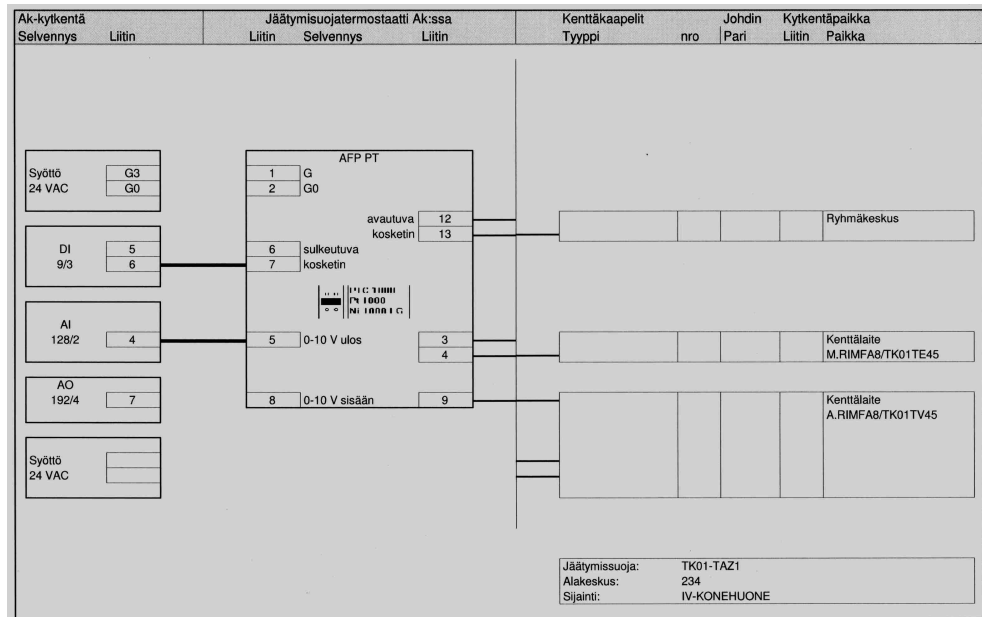 Ak-kytkentä Jäätymisuojatermostaatti Ak:ssa Kenttäkaapelit Johdin Kytkentäpaikka
Selvennys Liitin Liitin Selvennys Liitin Tyyppi nro Pari Liitin Paikka
AFP PT
Syöttö G3 1 G
24 VAC G0 2 G0
avautuva 12 Ryhmäkeskus
kosketin 13
DI 5 6 sulkeutuva
9/3 6 7 kosketin
Pt 1000
AI
128/2 4 5 0-10 V ulos 3 Kenttälaite
4 M.RIMFA8/TK01TE45
AO
192/4 7 8 0-10 V sisään 9 Kenttälaite
A.RIMFA8/TK01TV45
Syöttö
24 VAC
Jäätymissuoja: TK01-TAZ1
Alakeskus: 234
Sijainti: IV-KONEHUONE